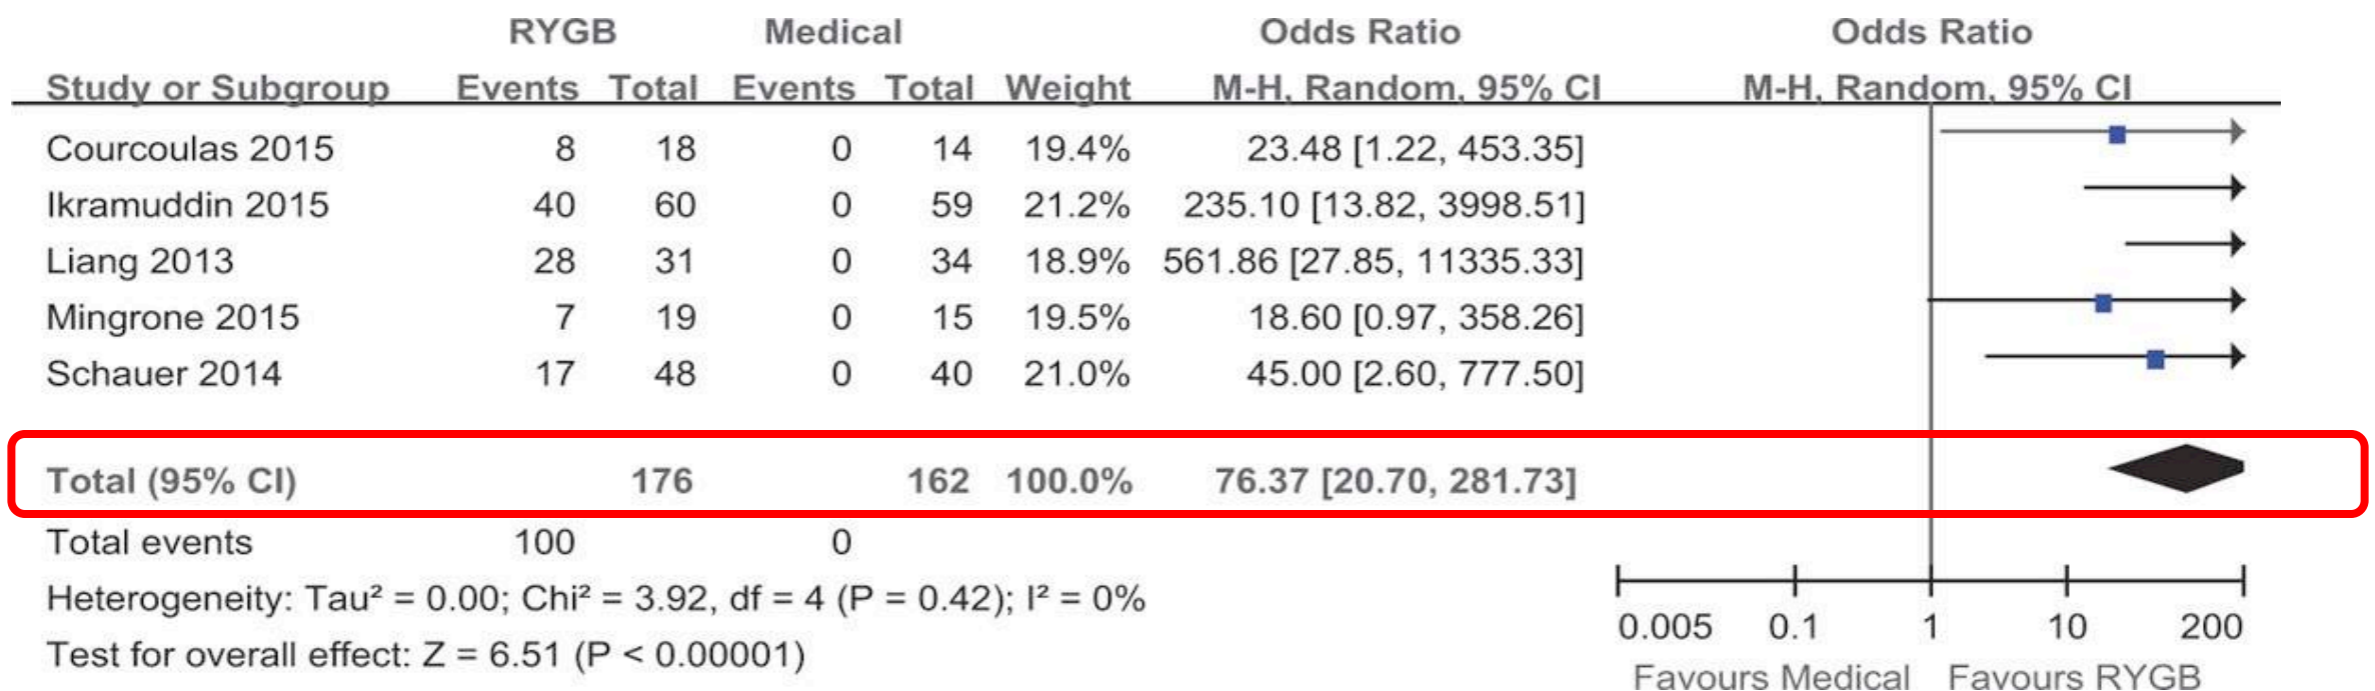 RYGB Medical Odds Ratio Odds Ratio
Study or Subgroup Events Total Events Total Weight M-H, Random, 95% CI M-H, Random, 95% CI
Courcoulas 2015 8 18 0 14 19.4% 23.48 [1.22, 453.35]
Ikramuddin 2015 40 60 0 59 21.2% 235.10 [13.82, 3998.51]
Liang 2013 28 31 0 34 18.9% 561.86 [27.85, 11335.33]
Mingrone 2015 7 19 0 15 19.5% 18.60 [0.97, 358.26]
Schauer 2014 17 48 0 40 21.0% 45.00 [2.60, 777.50]
Total (95% CI) 176 162 100.0% 76.37 [20.70, 281.73]
Total events 100 0
Heterogeneity: Tau² = 0.00; Chi² = 3.92, df = 4 (P = 0.42); I² = 0%
Test for overall effect: Z = 6.51 (P < 0.00001)
0.005 0.1 1 10 200
Favours Medical Favours RYGB